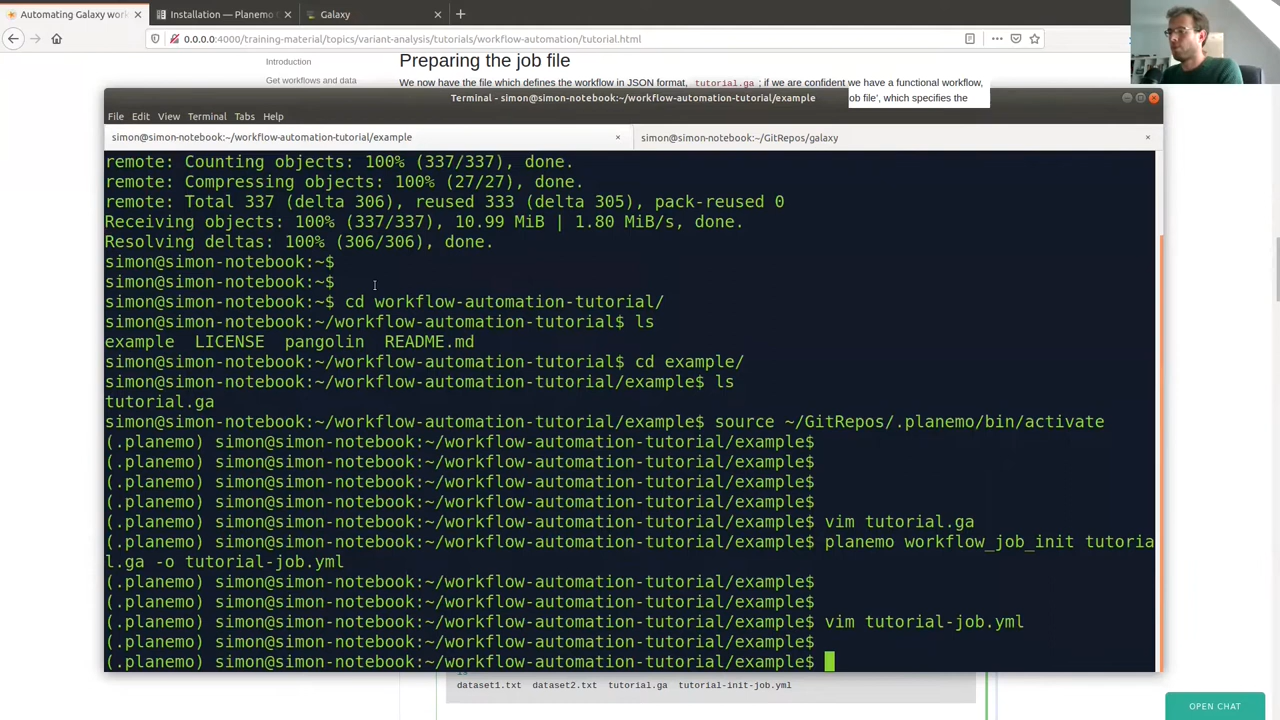 Automating Galaxy work
Installation — Planemo
Galaxy
0.0.0.0:4000/training-material/topics/variant-analysis/tutorials/workflow-automation/tutorial.html
Introduction
Get workflows and data
Preparing the job file
We now have the file which defines the workflow in JSON format, tutorial.ga ; if we are confident we have a functional workflow,
ob file', which specifies the
Terminal - simon@simon-notebook:~/workflow-automation-tutorial/example
File Edit View Terminal Tabs Help
simon@simon-notebook:~/workflow-automation-tutorial/example
simon@simon-notebook:~/GitRepos/galaxy
remote: Counting objects: 100% (337/337), done.
remote: Compressing objects: 100% (27/27), done.
remote: Total 337 (delta 306), reused 333 (delta 305), pack-reused 0
Receiving objects: 100% (337/337), 10.99 MiB | 1.80 MiB/s, done.
Resolving deltas: 100% (306/306), done.
simon@simon-notebook:~$
simon@simon-notebook:~$
simon@simon-notebook:~$ cd workflow-automation-tutorial/
simon@simon-notebook:~/workflow-automation-tutorial$ ls
example LICENSE pangolin README.md
simon@simon-notebook:~/workflow-automation-tutorial$ cd example/
simon@simon-notebook:~/workflow-automation-tutorial/example$ ls
tutorial.ga
simon@simon-notebook:~/workflow-automation-tutorial/example$ source ~/GitRepos/.planemo/bin/activate
(.planemo) simon@simon-notebook:~/workflow-automation-tutorial/example$
(.planemo) simon@simon-notebook:~/workflow-automation-tutorial/example$
(.planemo) simon@simon-notebook:~/workflow-automation-tutorial/example$
(.planemo) simon@simon-notebook:~/workflow-automation-tutorial/example$
(.planemo) simon@simon-notebook:~/workflow-automation-tutorial/example$ vim tutorial.ga
(.planemo) simon@simon-notebook:~/workflow-automation-tutorial/example$ planemo workflow_job_init tutoria
l.ga -o tutorial-job.yml
(.planemo) simon@simon-notebook:~/workflow-automation-tutorial/example$
(.planemo) simon@simon-notebook:~/workflow-automation-tutorial/example$
(.planemo) simon@simon-notebook:~/workflow-automation-tutorial/example$ vim tutorial-job.yml
(.planemo) simon@simon-notebook:~/workflow-automation-tutorial/example$
(.planemo) simon@simon-notebook:~/workflow-automation-tutorial/example$
dataset1.txt dataset2.txt tutorial.ga tutorial-init-job.yml
OPEN CHAT